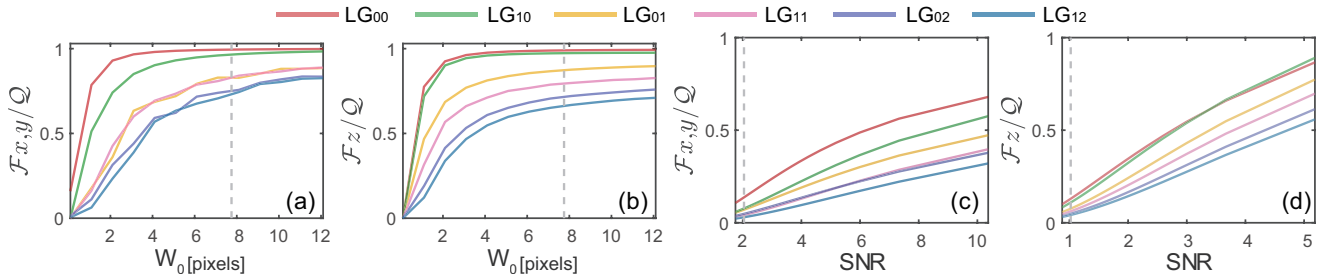 LG00 LG10 LG01 LG11 LG02 LG12
1
0.5
0
ℱx,y/𝒬
2 4 6 8 10 12
W0 [pixels]
(a)
1
0.5
0
ℱz/𝒬
2 4 6 8 10 12
W0 [pixels]
(b)
1
0.5
0
ℱx,y/𝒬
2 4 6 8 10
SNR
(c)
1
0.5
0
ℱz/𝒬
1 2 3 4 5
SNR
(d)